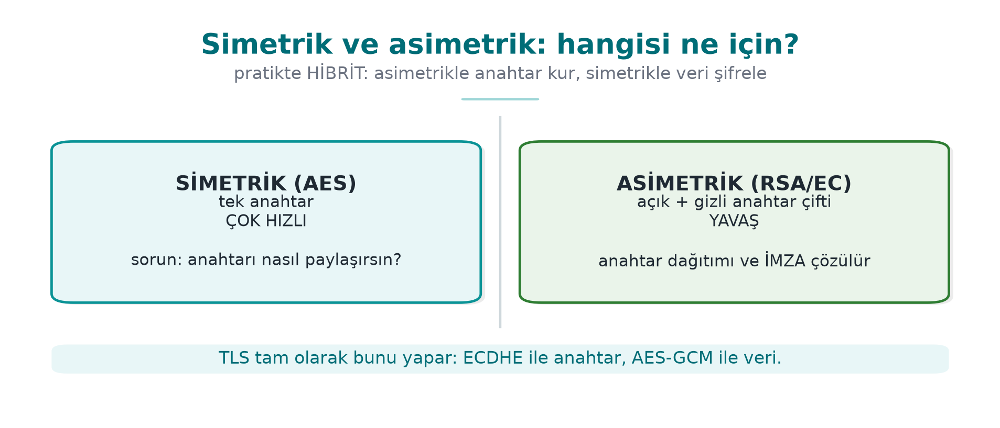 Simetrik ve asimetrik: hangisi ne için?
pratikte HİBRİT: asimetrikle anahtar kur, simetrikle veri şifrele
SİMETRİK (AES)
tek anahtar
ÇOK HIZLI
sorun: anahtarı nasıl paylaşırsın?
ASİMETRİK (RSA/EC)
açık + gizli anahtar çifti
YAVAŞ
anahtar dağıtımı ve İMZA çözülür
TLS tam olarak bunu yapar: ECDHE ile anahtar, AES-GCM ile veri.